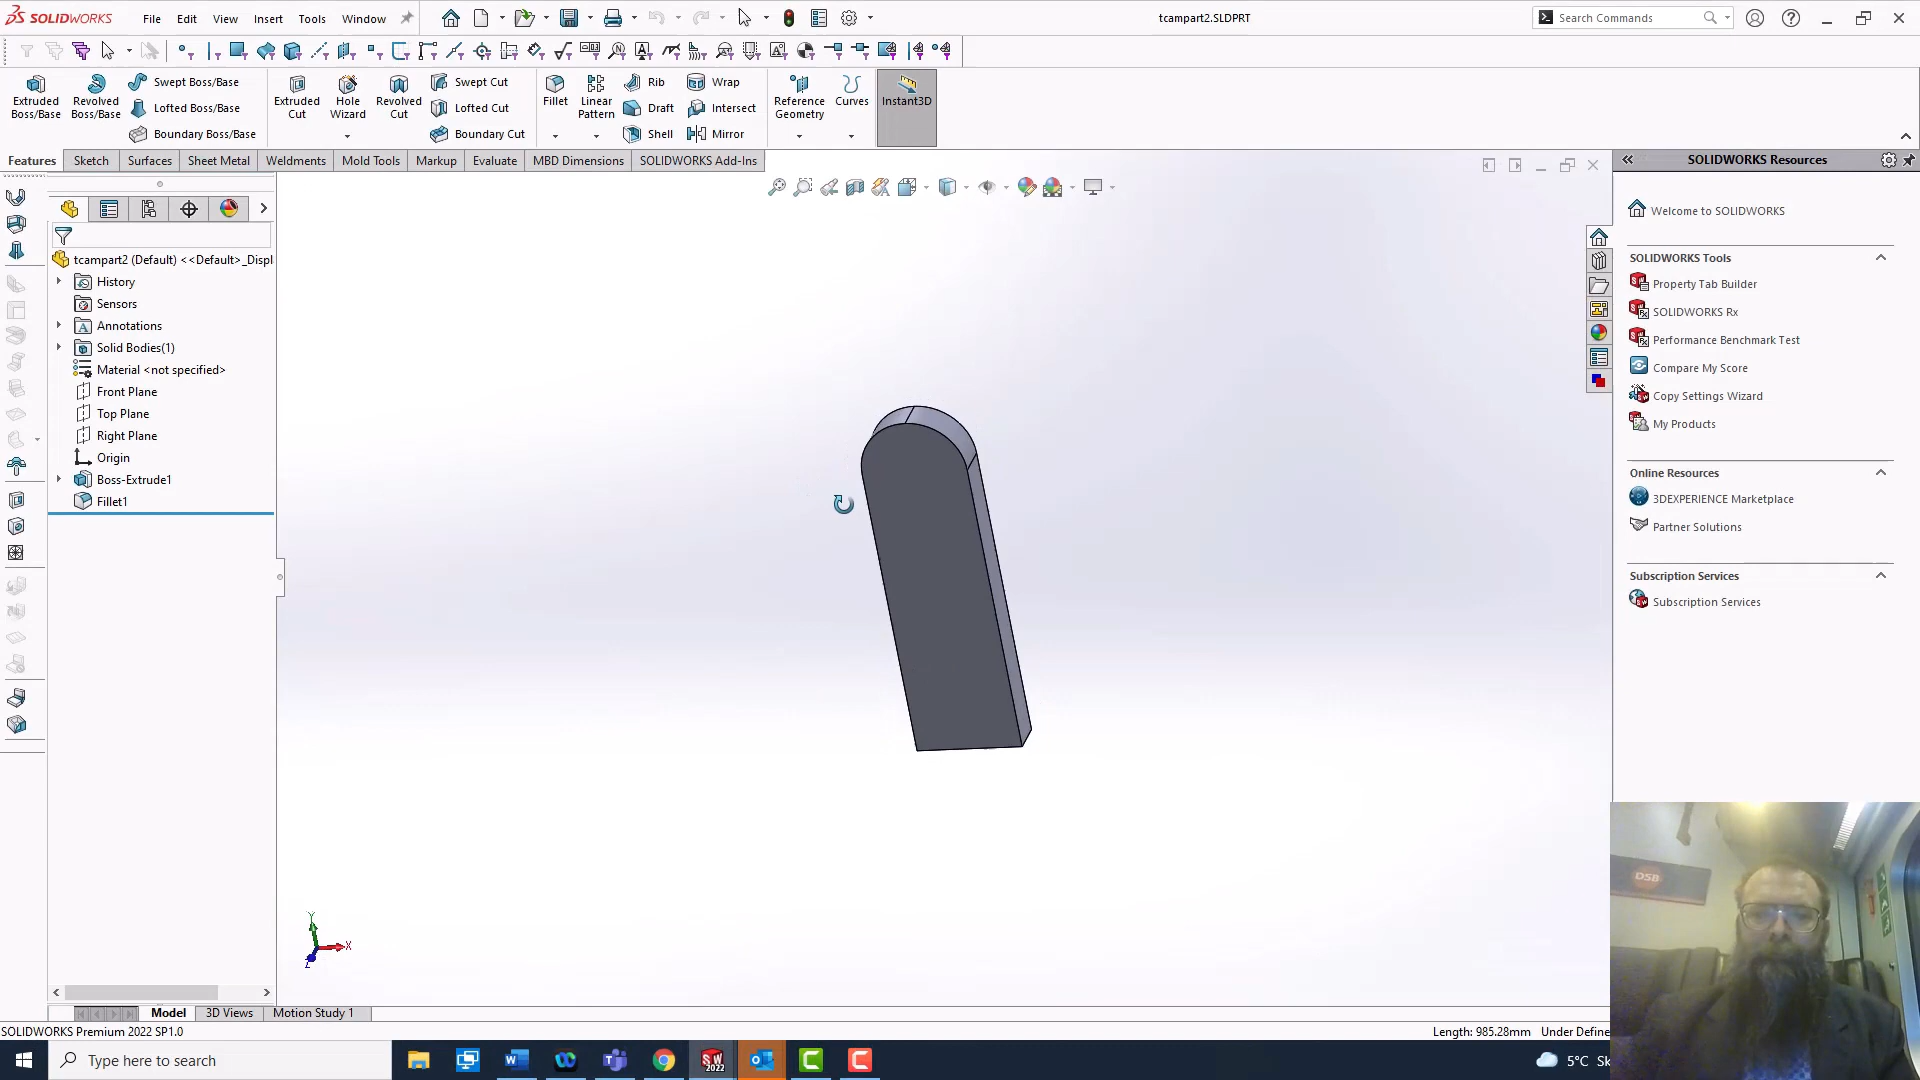 SOLIDWORKS File Edit View Insert Tools Window
tcampart2.SLDPRT
Search Commands
Extruded Boss/Base
Revolved Boss/Base
Swept Boss/Base
Lofted Boss/Base
Boundary Boss/Base
Extruded Cut
Hole Wizard
Revolved Cut
Swept Cut
Lofted Cut
Boundary Cut
Fillet
Linear Pattern
Rib
Draft
Shell
Wrap
Intersect
Mirror
Reference Geometry
Curves
Instant3D
Features Sketch Surfaces Sheet Metal Weldments Mold Tools Markup Evaluate MBD Dimensions SOLIDWORKS Add-Ins
tcampart2 (Default) <<Default>_Displ
History
Sensors
Annotations
Solid Bodies(1)
Material <not specified>
Front Plane
Top Plane
Right Plane
Origin
Boss-Extrude1
Fillet1
Y
X
Z
SOLIDWORKS Resources
Welcome to SOLIDWORKS
SOLIDWORKS Tools
Property Tab Builder
SOLIDWORKS Rx
Performance Benchmark Test
Compare My Score
Copy Settings Wizard
My Products
Online Resources
3DEXPERIENCE Marketplace
Partner Solutions
Subscription Services
Subscription Services
DSB
Model 3D Views Motion Study 1
SOLIDWORKS Premium 2022 SP1.0
Length: 985.28mm Under Define
Type here to search
SW 2022
5°C Sk